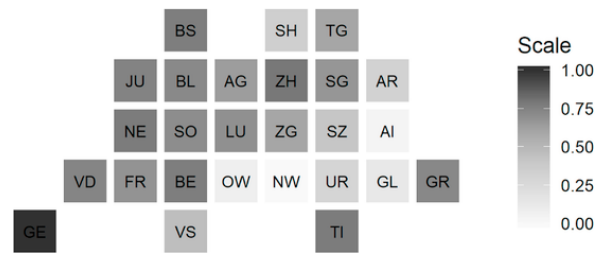 BS SH TG
Scale
JU BL AG ZH SG AR
1.00
NE SO LU ZG SZ AI
0.75
0.50
VD FR BE OW NW UR GL GR
0.25
0.00
GE VS TI